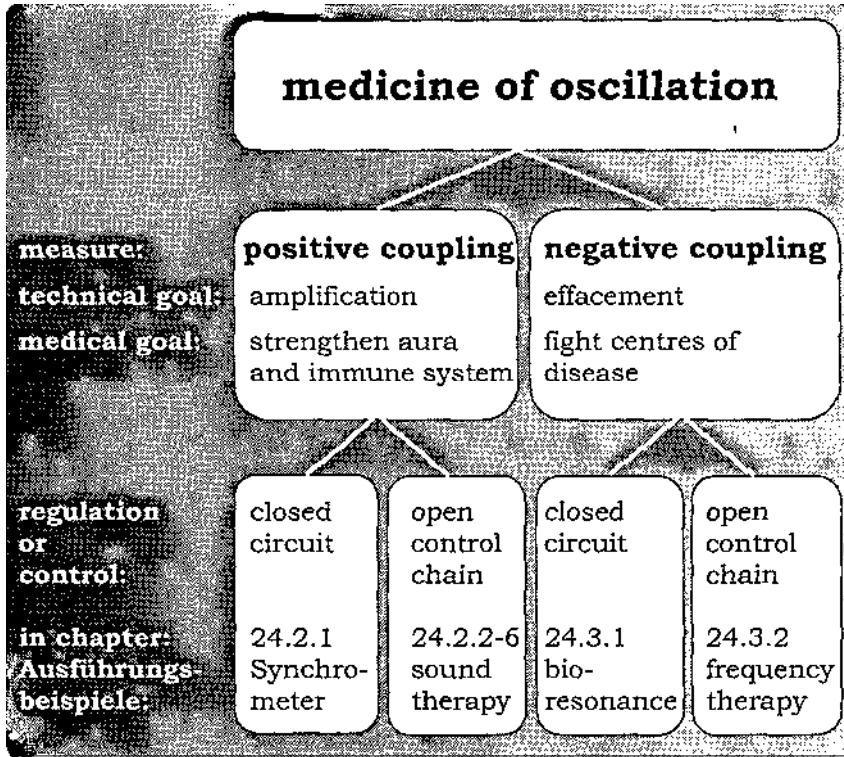 medicine of oscillation
measure: positive coupling negative coupling
technical goal: amplification effacement
medical goal: strengthen aura fight centres of
and immune system disease
regulation closed open closed open
or circuit control circuit control
control: chain chain
in chapter: 24.2.1 24.2.2-6 24.3.1 24.3.2
Ausführungs- Synchro- sound bio- frequency
beispiele: meter therapy resonance therapy